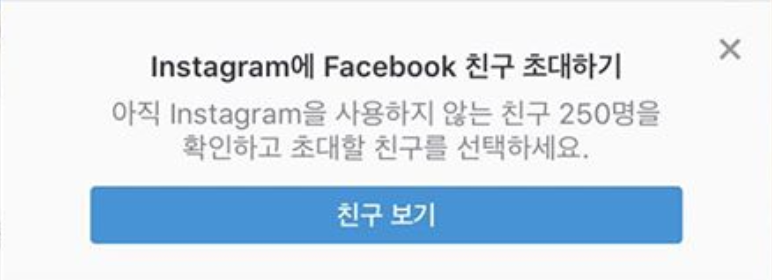 Instagram에 Facebook 친구 초대하기
아직 Instagram을 사용하지 않는 친구 250명을
확인하고 초대할 친구를 선택하세요.
친구 보기